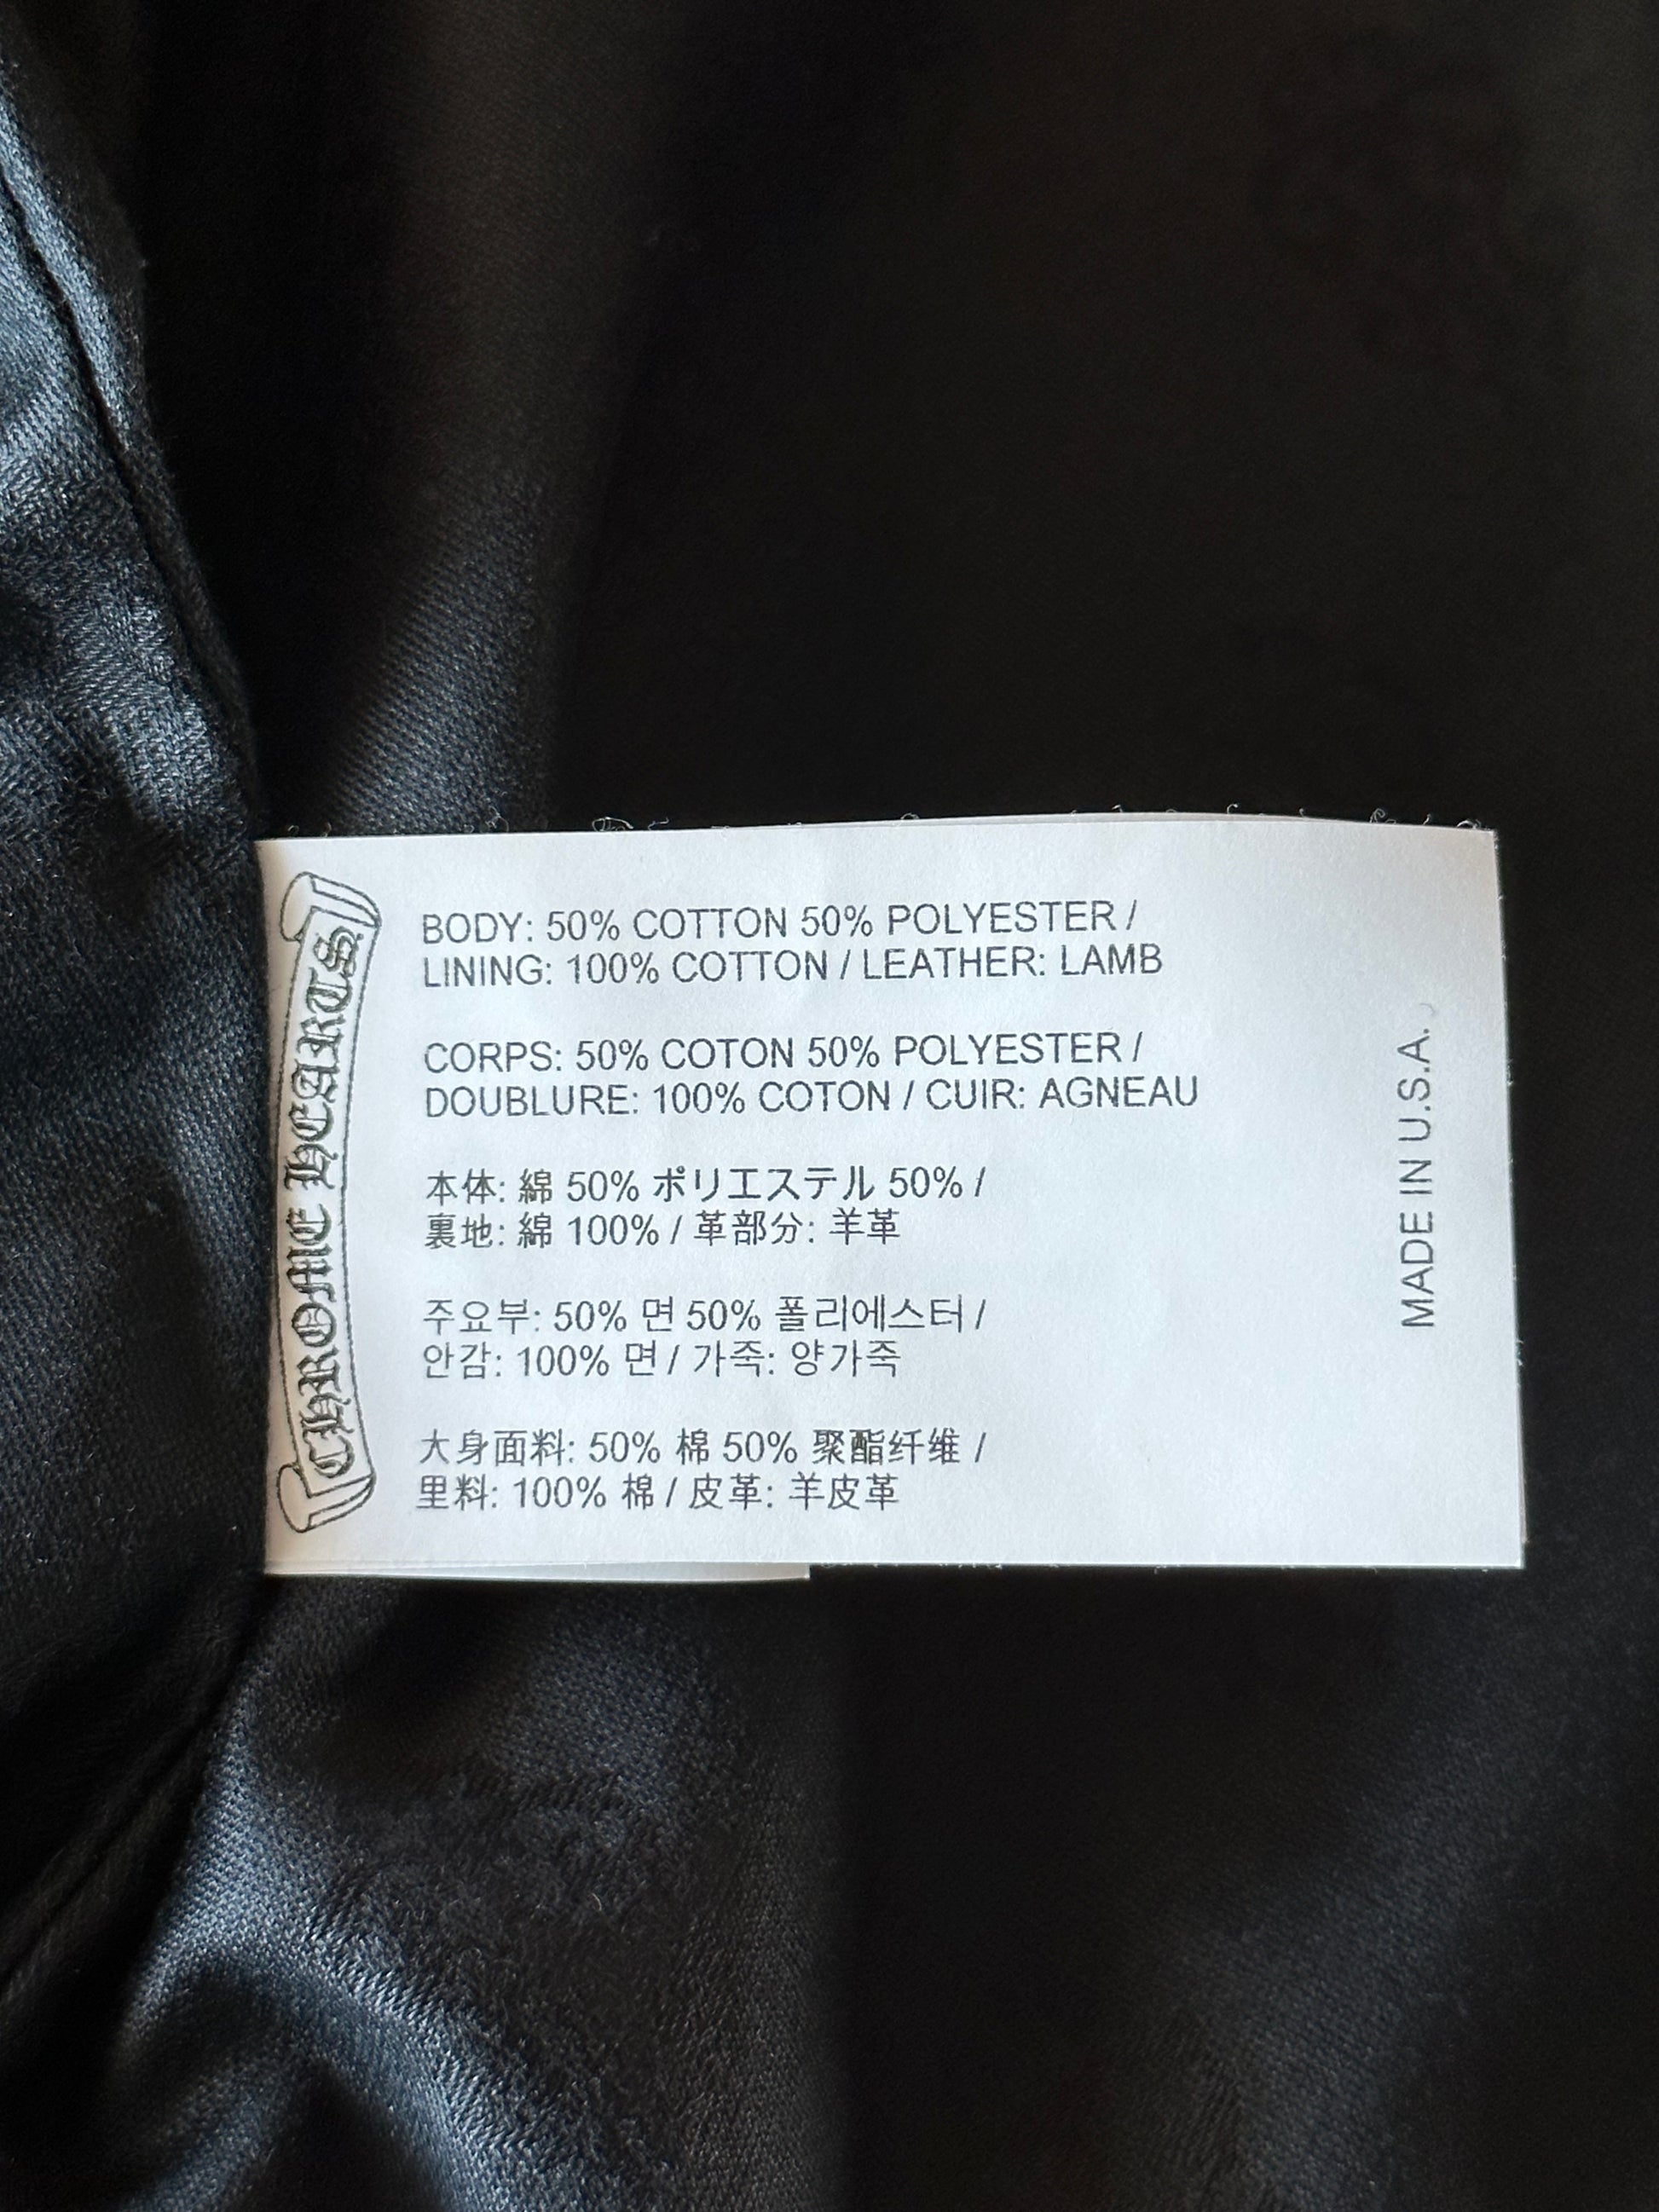 CHROME HEARTS
BODY: 50% COTTON 50% POLYESTER /
LINING: 100% COTTON / LEATHER: LAMB
CORPS: 50% COTON 50% POLYESTER /
DOUBLURE: 100% COTON / CUIR: AGNEAU
本体: 綿 50% ポリエステル 50% /
裏地: 綿 100% / 革部分: 羊革
주요부: 50% 면 50% 폴리에스터 /
안감: 100% 면 / 가죽: 양가죽
大身面料: 50% 棉 50% 聚酯纤维 /
里料: 100% 棉 / 皮革: 羊皮革
MADE IN U.S.A.